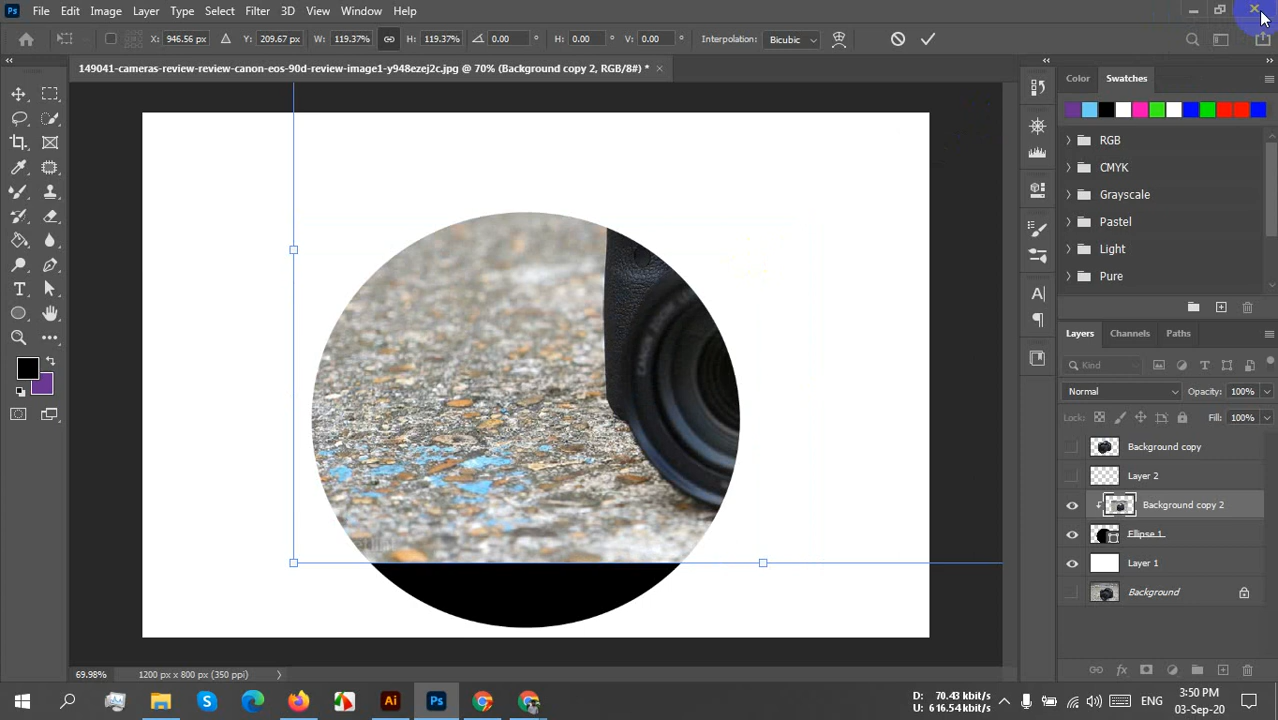 Ps File Edit Image Layer Type Select Filter 3D View Window Help
X: 946.56 px Y: 209.67 px W: 119.37% H: 119.37% 0.00 ° H: 0.00 ° V: 0.00 ° Interpolation: Bicubic
149041-cameras-review-review-canon-eos-90d-review-image1-y948ezej2c.jpg @ 70% (Background copy 2, RGB/8#) *
Color Swatches
RGB
CMYK
Grayscale
Pastel
Light
Pure
Layers Channels Paths
Kind
Normal Opacity: 100%
Lock: Fill: 100%
Background copy
Layer 2
Background copy 2
Ellipse 1
Layer 1
Background
69.98% 1200 px x 800 px (350 ppi)
Ai Ps
D: 70.43 kbit/s
U: 616.54 kbit/s
ENG
3:50 PM
03-Sep-20